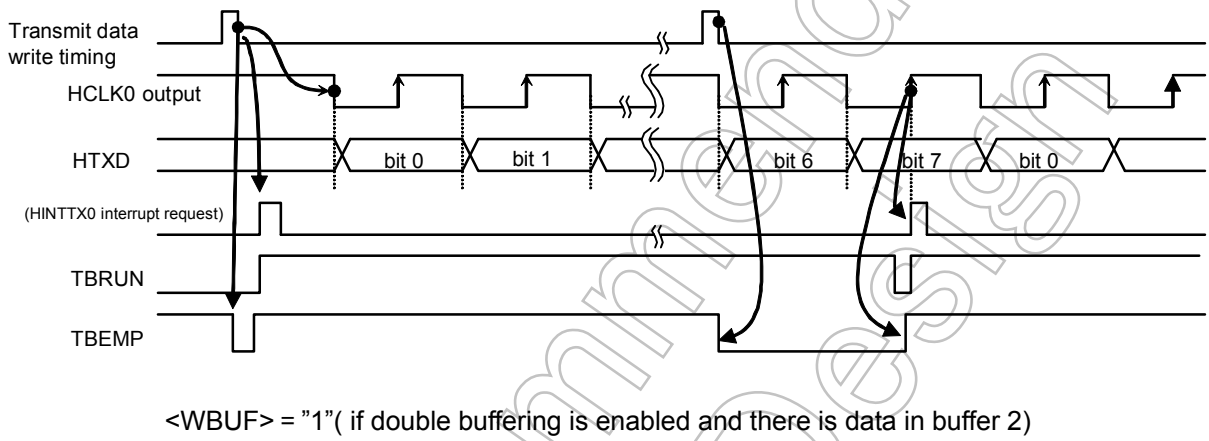 Transmit data
write timing
HCLK0 output
HTXD
bit 0 bit 1 bit 6 bit 7 bit 0
(HINTTX0 interrupt request)
TBRUN
TBEMP
<WBUF> = ”1”( if double buffering is enabled and there is data in buffer 2)